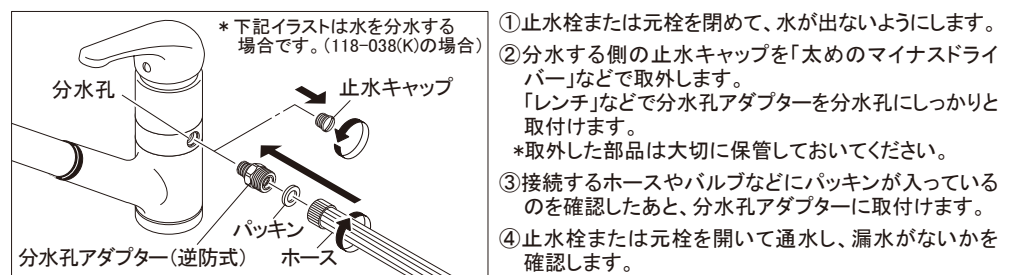 *下記イラストは水を分水する
場合です。(118-038(K)の場合)
分水孔
止水キャップ
パッキン
分水孔アダプター(逆防式)
ホース
①止水栓または元栓を閉めて、水が出ないようにします。
②分水する側の止水キャップを「太めのマイナスドライ
バー」などで取外します。
「レンチ」などで分水孔アダプターを分水孔にしっかりと
取付けます。
*取外した部品は大切に保管しておいてください。
③接続するホースやバルブなどにパッキンが入っている
のを確認したあと、分水孔アダプターに取付けます。
④止水栓または元栓を開いて通水し、漏水がないかを
確認します。